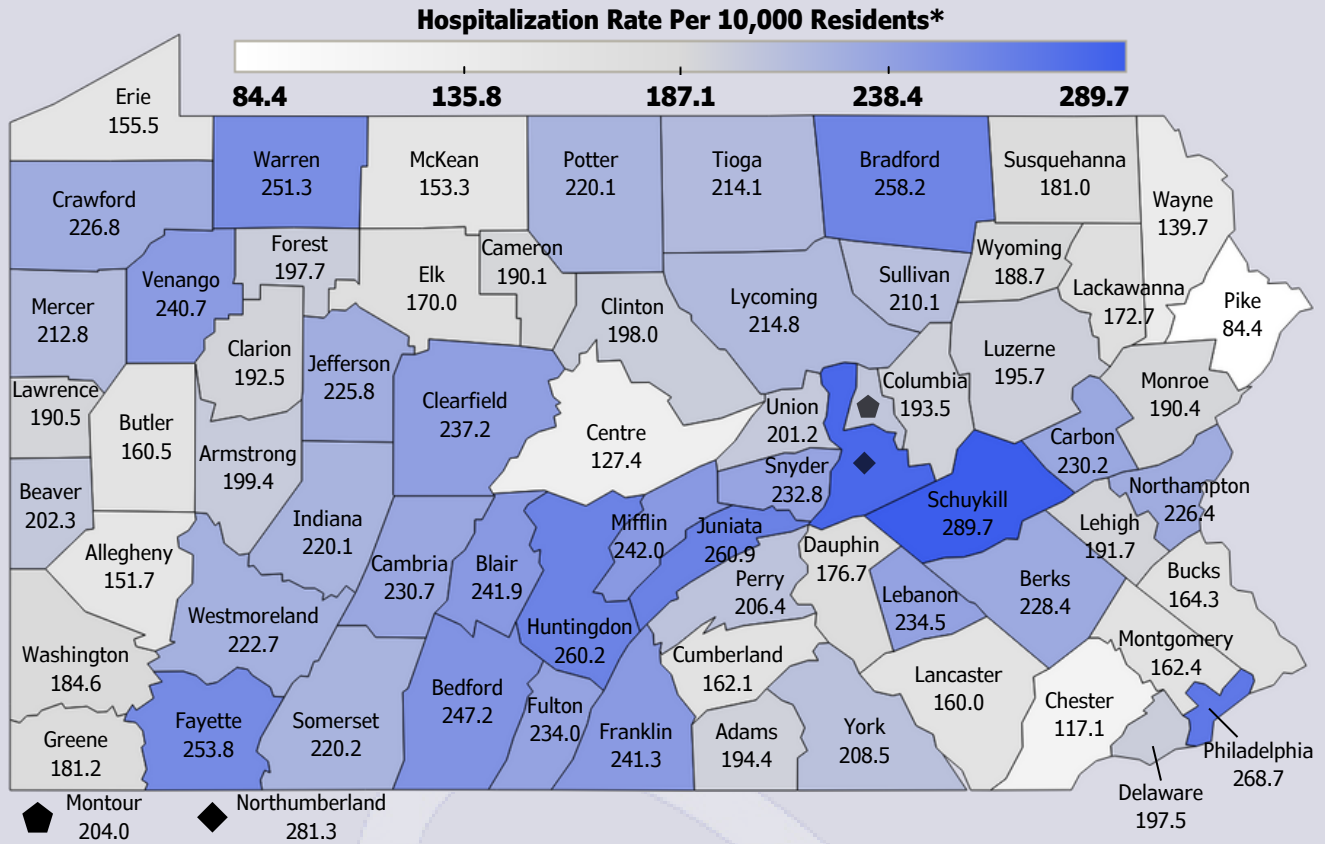 Hospitalization Rate Per 10,000 Residents*
84.4 135.8 187.1 238.4 289.7
Erie
155.5
Warren
251.3
McKean
153.3
Potter
220.1
Tioga
214.1
Bradford
258.2
Susquehanna
181.0
Wayne
139.7
Crawford
226.8
Forest
197.7
Cameron
190.1
Wyoming
188.7
Venango
240.7
Elk
170.0
Sullivan
210.1
Lackawanna
172.7
Pike
84.4
Mercer
212.8
Clinton
198.0
Lycoming
214.8
Clarion
192.5
Jefferson
225.8
Luzerne
195.7
Lawrence
190.5
Clearfield
237.2
Union
201.2
Columbia
193.5
Monroe
190.4
Butler
160.5
Centre
127.4
Carbon
230.2
Armstrong
199.4
Snyder
232.8
Beaver
202.3
Northampton
226.4
Schuykill
289.7
Indiana
220.1
Mifflin
242.0
Juniata
260.9
Lehigh
191.7
Allegheny
151.7
Dauphin
176.7
Cambria
230.7
Blair
241.9
Perry
206.4
Berks
228.4
Bucks
164.3
Lebanon
234.5
Westmoreland
222.7
Huntingdon
260.2
Montgomery
162.4
Washington
184.6
Cumberland
162.1
Lancaster
160.0
Bedford
247.2
Chester
117.1
Fulton
234.0
Fayette
253.8
Somerset
220.2
Franklin
241.3
Adams
194.4
York
208.5
Greene
181.2
Philadelphia
268.7
Delaware
197.5
Montour
204.0
Northumberland
281.3